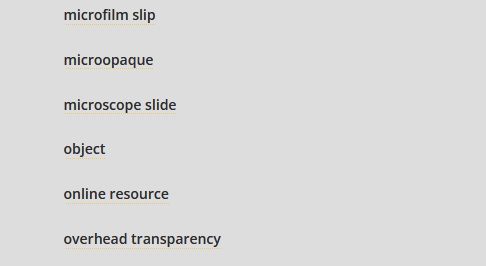 microfilm slip
microopaque
microscope slide
object
online resource
overhead transparency